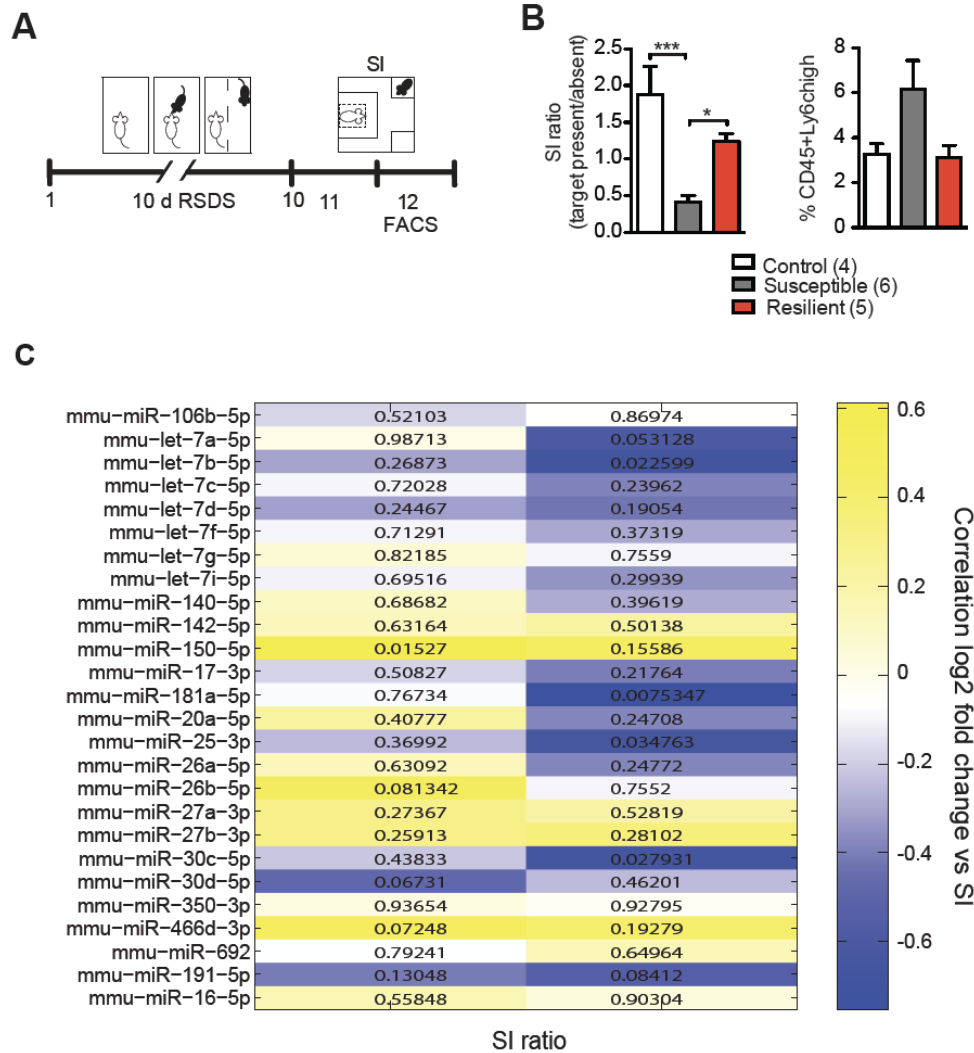 A
SI
1
10 d RSDS
10
11
12
FACS
B
SI ratio
(target present/absent)
2.5
2.0
1.5
1.0
0.5
0.0
***
*
% CD45+Ly6chigh
8
6
4
2
0
Control (4)
Susceptible (6)
Resilient (5)
C
mmu-miR-106b-5p 0.52103 0.86974
mmu-let-7a-5p 0.98713 0.053128
mmu-let-7b-5p 0.26873 0.022599
mmu-let-7c-5p 0.72028 0.23962
mmu-let-7d-5p 0.24467 0.19054
mmu-let-7f-5p 0.71291 0.37319
mmu-let-7g-5p 0.82185 0.7559
mmu-let-7i-5p 0.69516 0.29939
mmu-miR-140-5p 0.68682 0.39619
mmu-miR-142-5p 0.63164 0.50138
mmu-miR-150-5p 0.01527 0.15586
mmu-miR-17-3p 0.50827 0.21764
mmu-miR-181a-5p 0.76734 0.0075347
mmu-miR-20a-5p 0.40777 0.24708
mmu-miR-25-3p 0.36992 0.034763
mmu-miR-26a-5p 0.63092 0.24772
mmu-miR-26b-5p 0.081342 0.7552
mmu-miR-27a-3p 0.27367 0.52819
mmu-miR-27b-3p 0.25913 0.28102
mmu-miR-30c-5p 0.43833 0.027931
mmu-miR-30d-5p 0.06731 0.46201
mmu-miR-350-3p 0.93654 0.92795
mmu-miR-466d-3p 0.07248 0.19279
mmu-miR-692 0.79241 0.64964
mmu-miR-191-5p 0.13048 0.08412
mmu-miR-16-5p 0.55848 0.90304
SI ratio
0.6
0.4
0.2
0
-0.2
-0.4
-0.6
Correlation log2 fold change vs SI